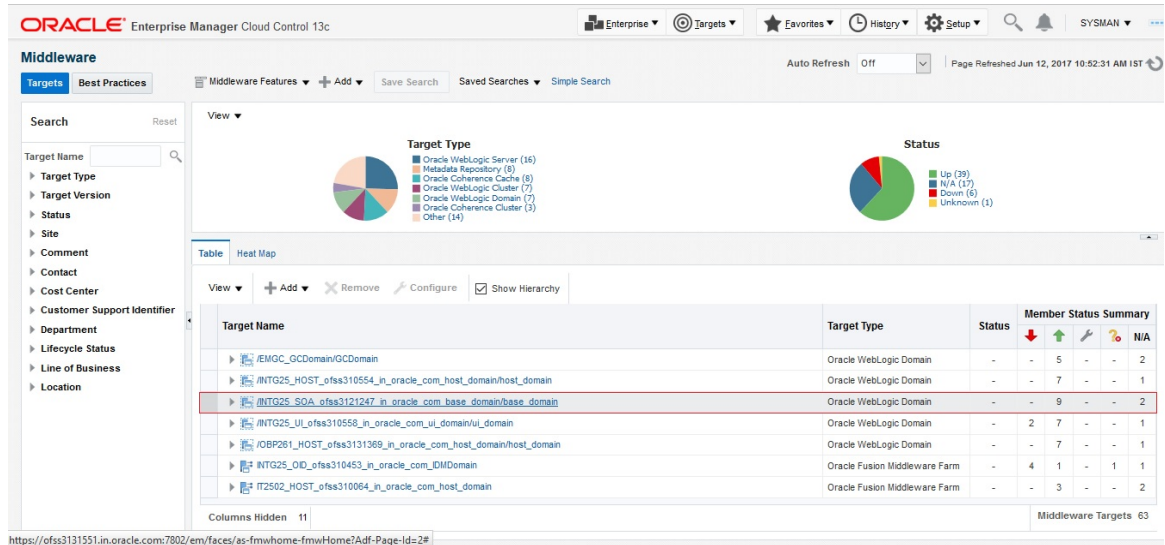 ORACLE® Enterprise Manager Cloud Control 13c
Enterprise Targets Favorites History Setup SYSMAN
Middleware
Targets Best Practices
Middleware Features Add Save Search Saved Searches Simple Search
Auto Refresh Off Page Refreshed Jun 12, 2017 10:52:31 AM IST
Search Reset
Target Name
Target Type
Target Version
Status
Site
Comment
Contact
Cost Center
Customer Support Identifier
Department
Lifecycle Status
Line of Business
Location
View
Target Type
Oracle WebLogic Server (16)
Metadata Repository (8)
Oracle Coherence Cache (8)
Oracle WebLogic Cluster (7)
Oracle WebLogic Domain (7)
Oracle Coherence Cluster (3)
Other (14)
Status
Up (39)
N/A (17)
Down (6)
Unknown (1)
Table Heat Map
View Add Remove Configure Show Hierarchy
Target Name Target Type Status Member Status Summary
N/A
/EMGC_GCDomain/GCDomain Oracle WebLogic Domain - - 5 - - 2
/INTG25_HOST_ofss310554_in_oracle_com_host_domain/host_domain Oracle WebLogic Domain - - 7 - - 1
/INTG25_SOA_ofss3121247_in_oracle_com_base_domain/base_domain Oracle WebLogic Domain - - 9 - - 2
/INTG25_UI_ofss310558_in_oracle_com_ui_domain/ui_domain Oracle WebLogic Domain - 2 7 - - 1
/OBP261_HOST_ofss3131369_in_oracle_com_host_domain/host_domain Oracle WebLogic Domain - - 7 - - 1
INTG25_OID_ofss310453_in_oracle_com_IDMDomain Oracle Fusion Middleware Farm - 4 1 - 1 1
IT2502_HOST_ofss310064_in_oracle_com_host_domain Oracle Fusion Middleware Farm - - 3 - - 2
Columns Hidden 11 Middleware Targets 63
https://ofss3131551.in.oracle.com:7802/em/faces/as-fmwhome-fmwHome?Adf-Page-Id=2#